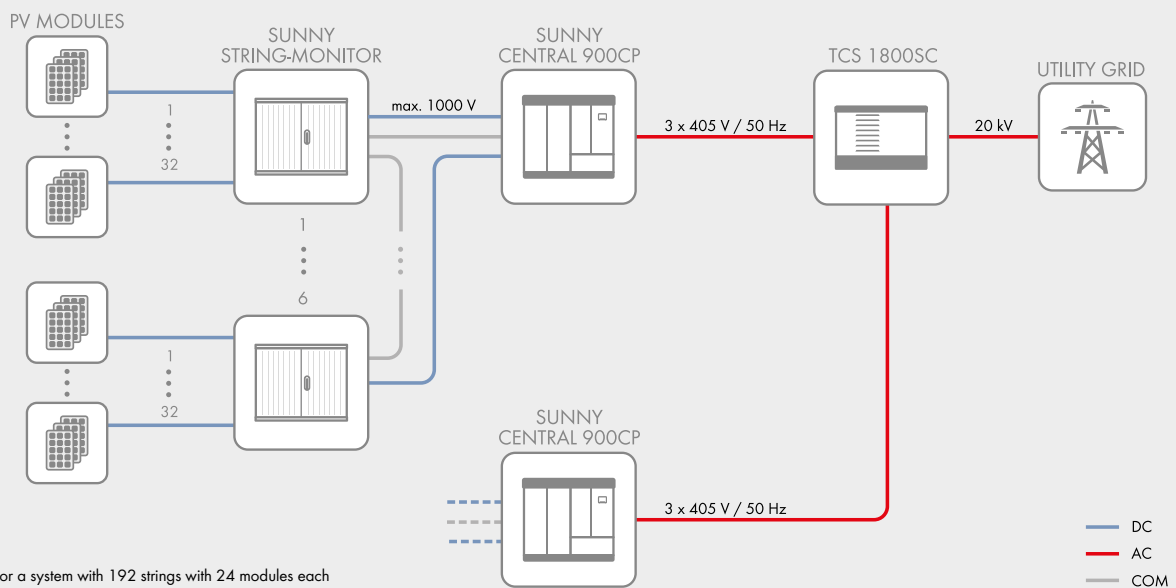 PV MODULES
SUNNY
STRING-MONITOR
SUNNY
CENTRAL 900CP
TCS 1800SC
UTILITY GRID
1
32
max. 1000 V
3 x 405 V / 50 Hz
20 kV
1
6
1
32
SUNNY
CENTRAL 900CP
3 x 405 V / 50 Hz
DC
AC
COM
or a system with 192 strings with 24 modules each